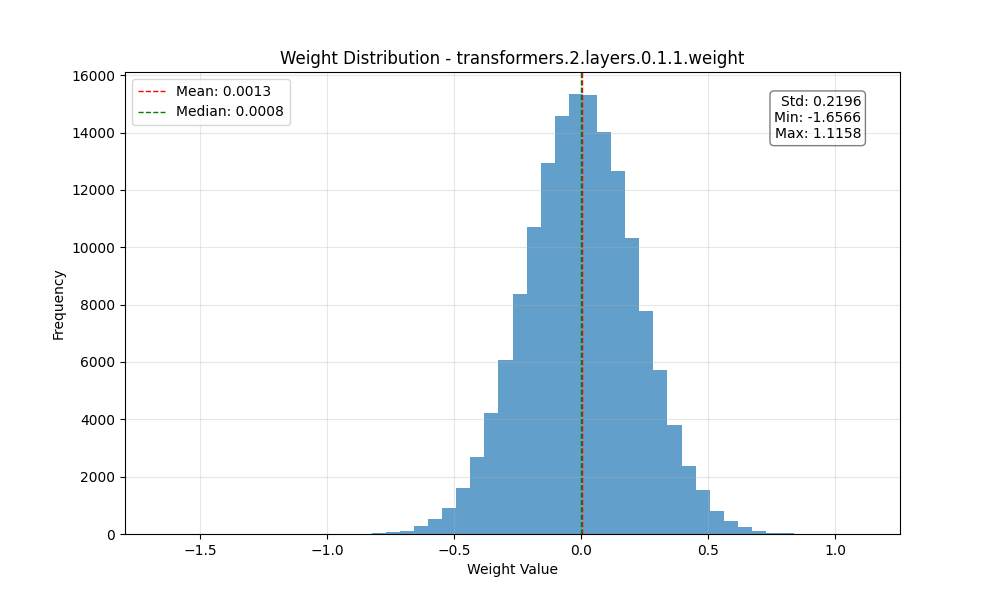 Weight Distribution - transformers.2.layers.0.1.1.weight
Mean: 0.0013
Median: 0.0008
Std: 0.2196
Min: -1.6566
Max: 1.1158
16000
14000
12000
10000
8000
6000
4000
2000
0
Frequency
−1.5
−1.0
−0.5
0.0
0.5
1.0
Weight Value